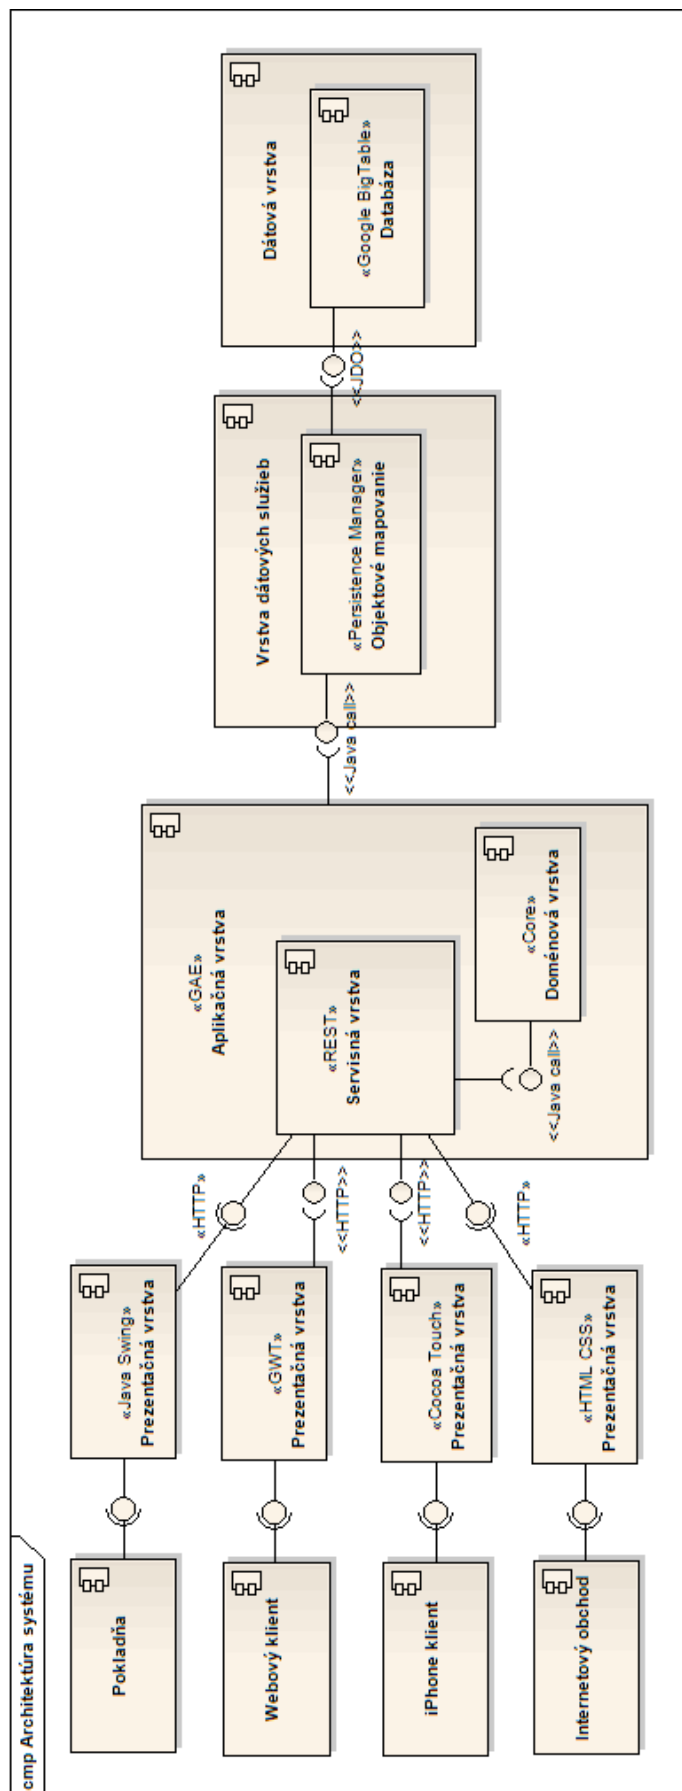 cmp Architektúra systému
Pokladňa
«Java Swing»
Prezentačná vrstva
«HTTP»
Webový klient
«GWT»
Prezentačná vrstva
<<HTTP>>
iPhone klient
«Cocoa Touch»
Prezentačná vrstva
<<HTTP>>
Internetový obchod
«HTML CSS»
Prezentačná vrstva
«HTTP»
«GAE»
Aplikačná vrstva
«REST»
Servisná vrstva
<<Java call>>
«Core»
Doménová vrstva
<<Java call>>
Vrstva dátových služieb
«Persistence Manager»
Objektové mapovanie
<<JDO>>
Dátová vrstva
«Google BigTable»
Databáza